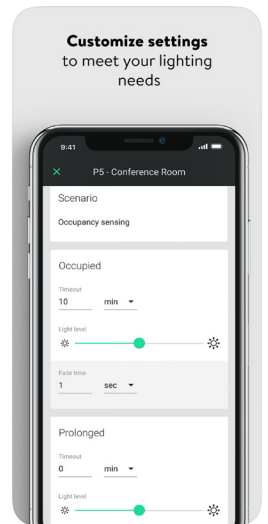 Customize settings
to meet your lighting
needs
9:41
P5 - Conference Room
Scenario
Occupancy sensing
Occupied
Timeout
10 min
Light level
Fade time
1 sec
Prolonged
Timeout
0 min
Light level